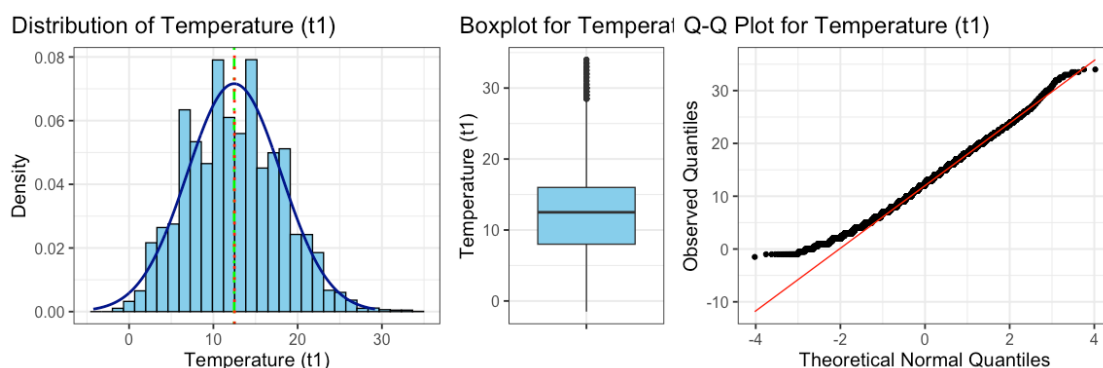 Distribution of Temperature (t1)
Density
0.08
0.06
0.04
0.02
0.00
0
10
20
30
Temperature (t1)
Boxplot for Temperat
Temperature (t1)
30
20
10
0
Q-Q Plot for Temperature (t1)
Observed Quantiles
30
20
10
0
-10
-4
-2
0
2
4
Theoretical Normal Quantiles